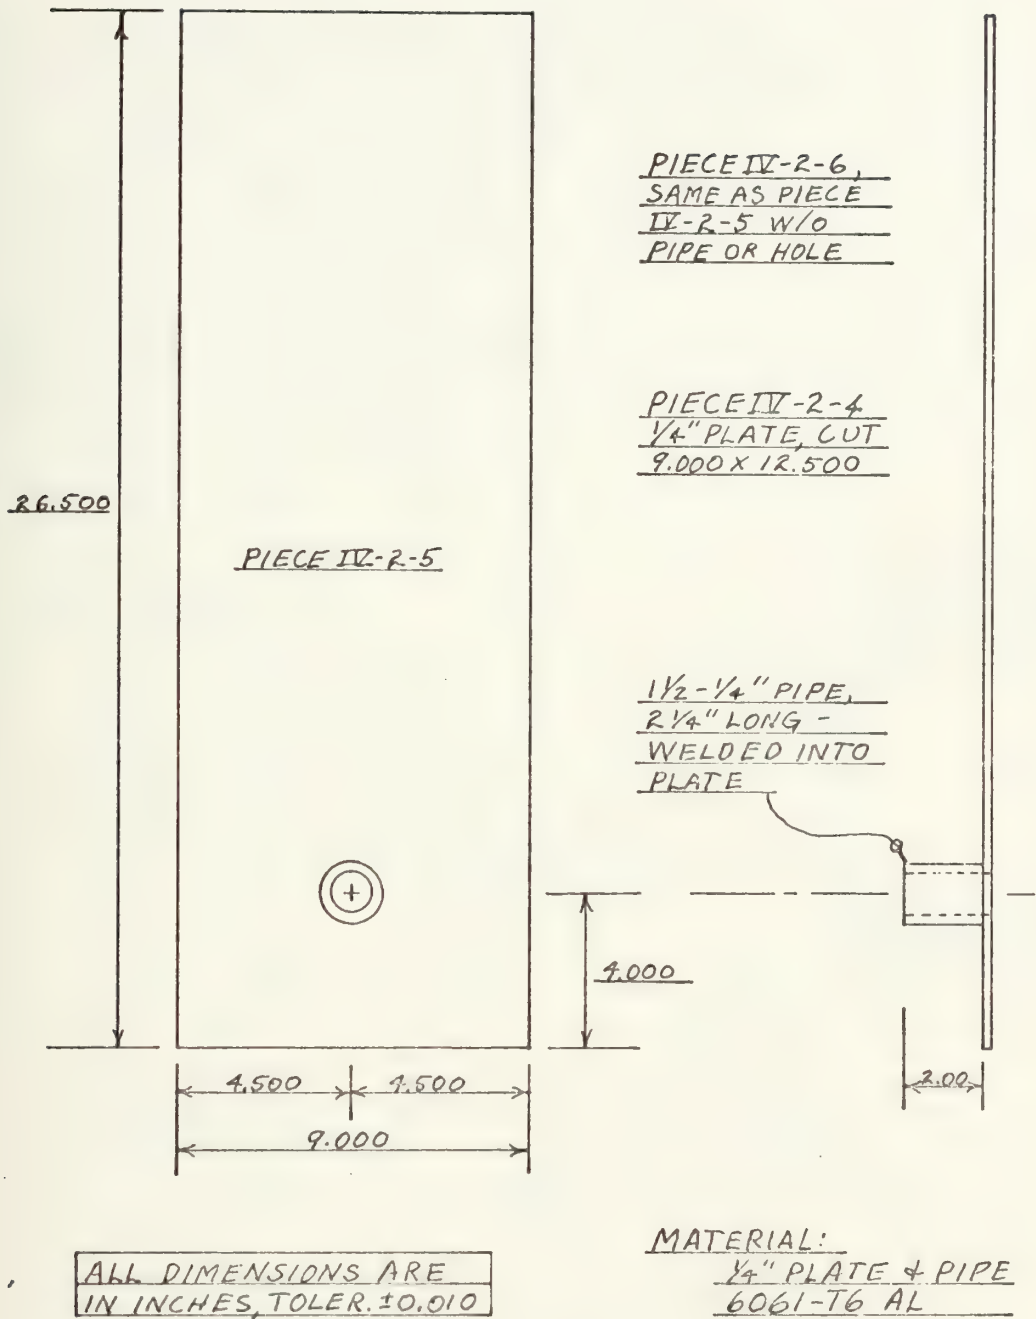 PIECE IV-2-6,
SAME AS PIECE
IV-2-5 W/O
PIPE OR HOLE
PIECE IV-2-4
1/4" PLATE, CUT
9.000 X 12.500
26.500
PIECE IV-2-5
1 1/2 - 1/4" PIPE,
2 1/4" LONG -
WELDED INTO
PLATE
4.000
4.500 4.500
2.00
9.000
ALL DIMENSIONS ARE
IN INCHES, TOLER. ±0.010
MATERIAL:
1/4" PLATE & PIPE
6061-T6 AL